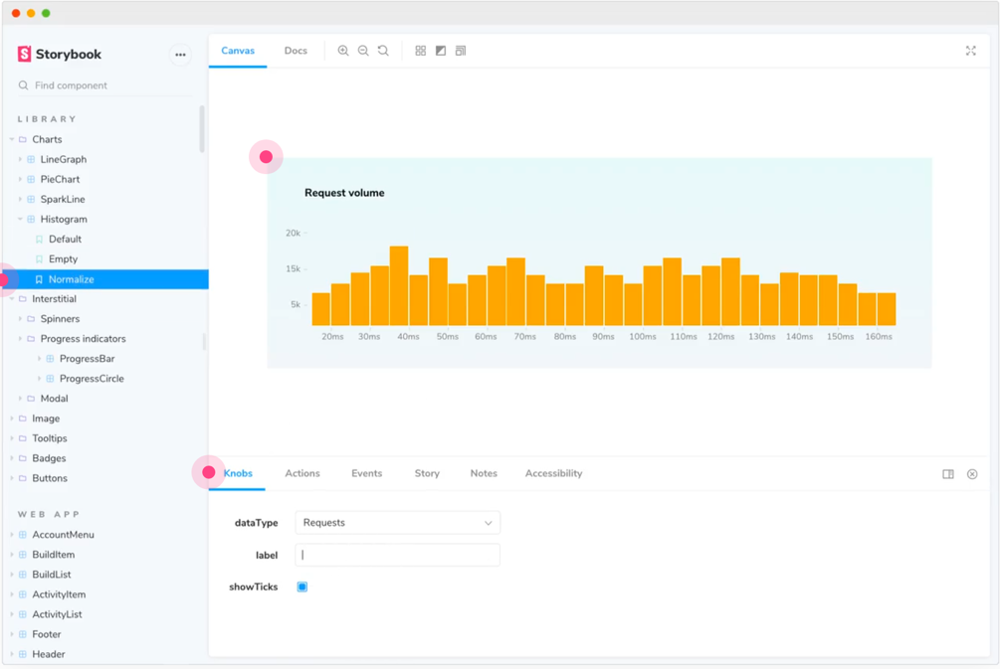 Storybook
Find component
LIBRARY
Charts
LineGraph
PieChart
SparkLine
Histogram
Default
Empty
Normalize
Interstitial
Spinners
Progress indicators
ProgressBar
ProgressCircle
Modal
Image
Tooltips
Badges
Buttons
WEB APP
AccountMenu
BuildItem
BuildList
ActivityItem
ActivityList
Footer
Header
Canvas Docs
Request volume
20k
15k
5k
20ms 30ms 40ms 50ms 60ms 70ms 80ms 90ms 100ms 110ms 120ms 130ms 140ms 150ms 160ms
Knobs Actions Events Story Notes Accessibility
dataType Requests
label
showTicks